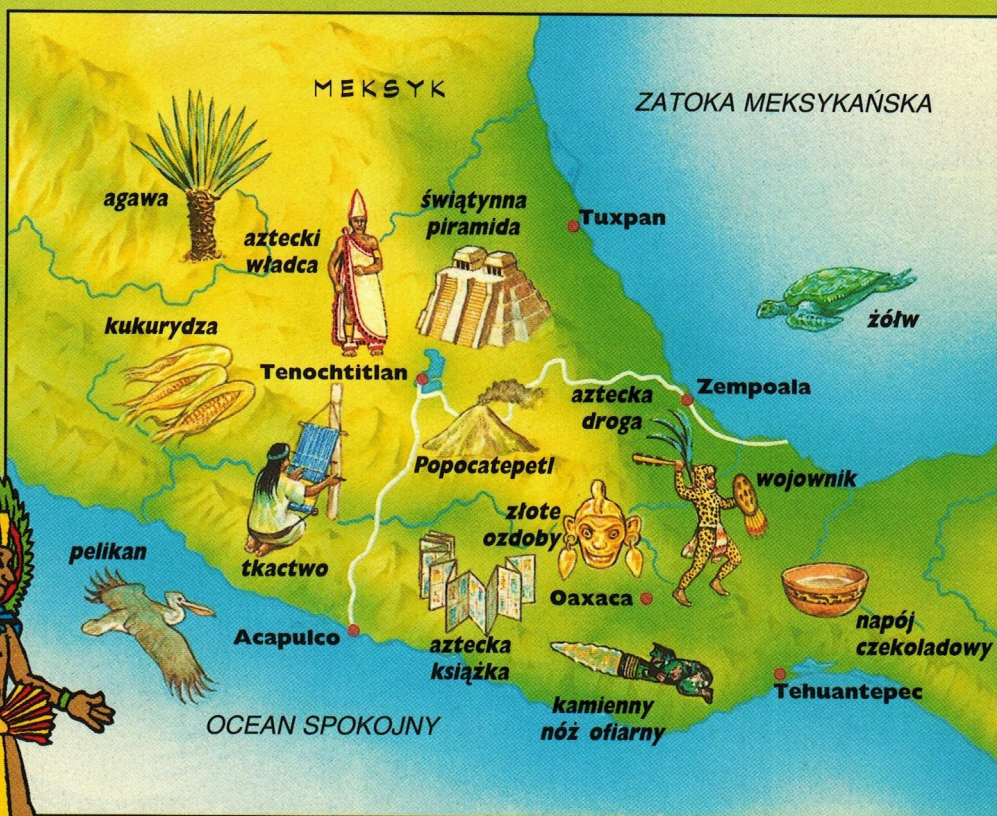 MEKSYK
ZATOKA MEKSYKAŃSKA
agawa
aztecki
władca
świątynna
piramida
Tuxpan
żółw
kukurydza
Tenochtitlan
aztecka
droga
Zempoala
Popocatepetl
wojownik
złote
ozdoby
pelikan
tkactwo
Oaxaca
Acapulco
aztecka
książka
napój
czekoladowy
kamienny
nóż ofiarny
Tehuantepec
OCEAN SPOKOJNY